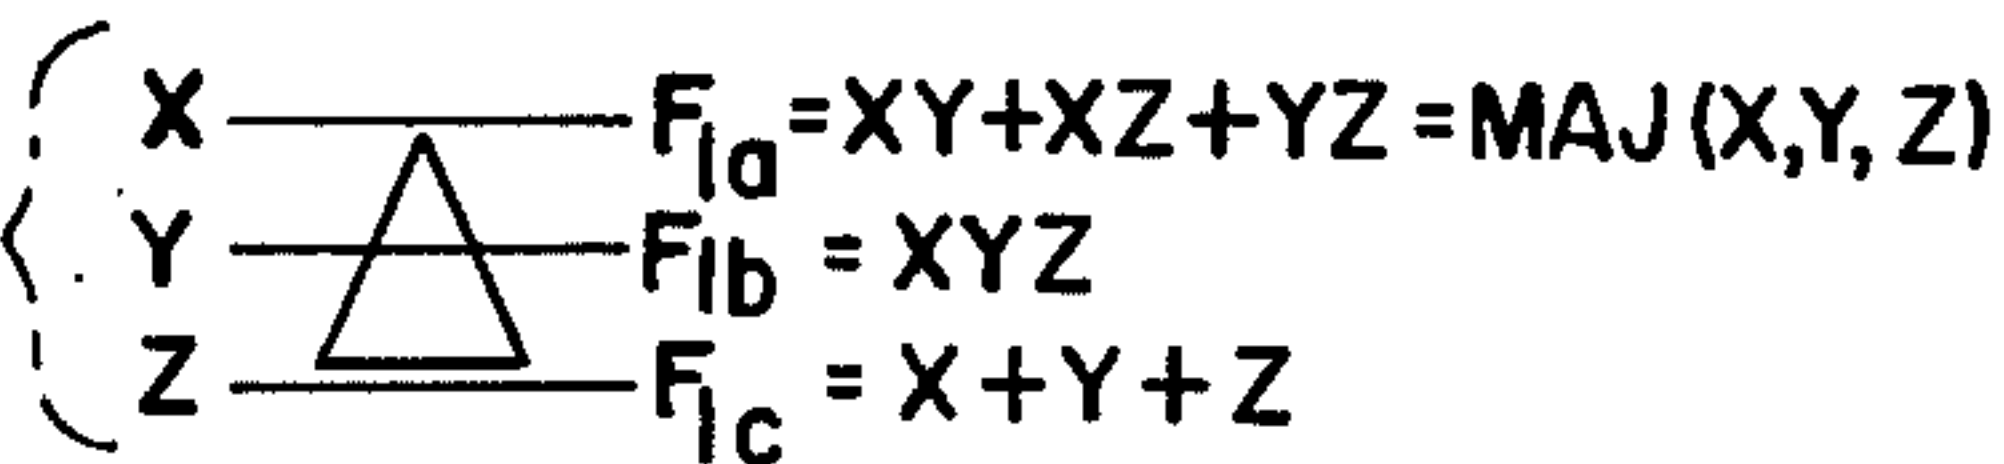 X F1a = XY+XZ+YZ = MAJ(X,Y,Z)
Y F1b = XYZ
Z F1c = X+Y+Z